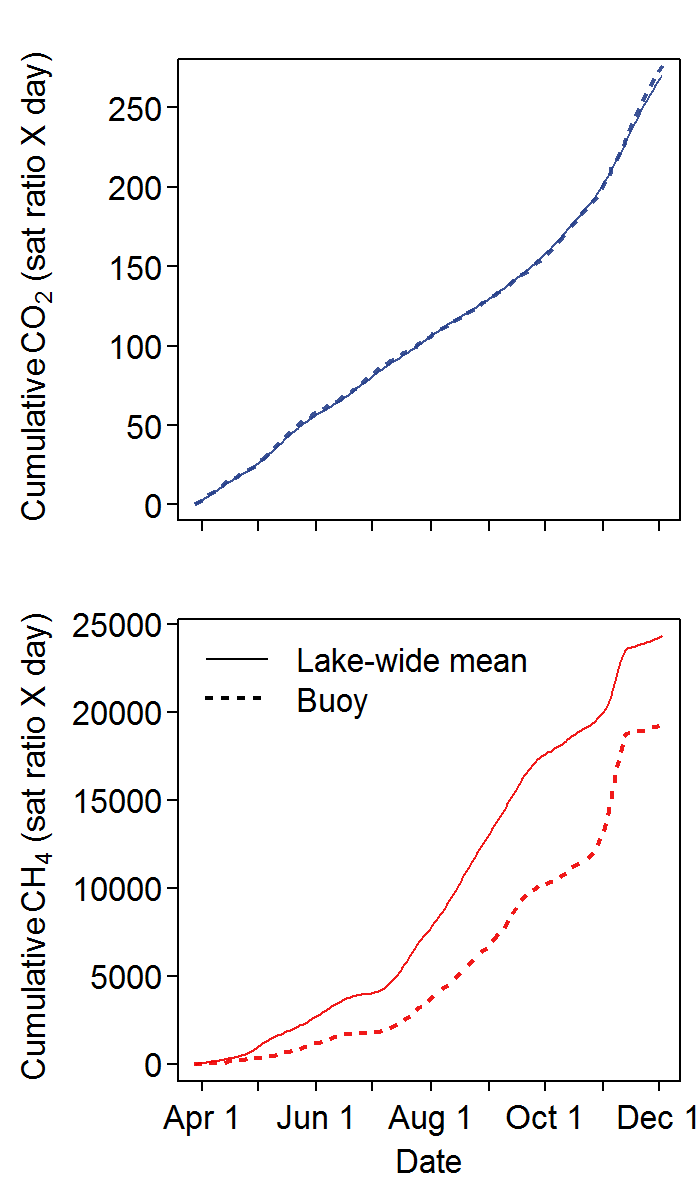 Cumulative CO₂ (sat ratio X day)
250
200
150
100
50
0
Cumulative CH₄ (sat ratio X day)
25000
20000
15000
10000
5000
0
Lake-wide mean
Buoy
Apr 1 Jun 1 Aug 1 Oct 1 Dec 1
Date